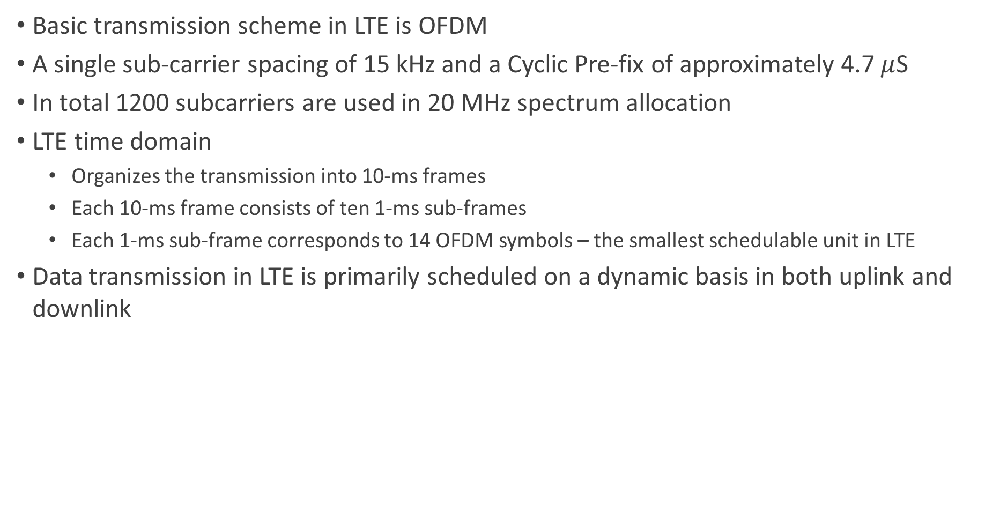 • Basic transmission scheme in LTE is OFDM
• A single sub-carrier spacing of 15 kHz and a Cyclic Pre-fix of approximately 4.7 𝜇S
• In total 1200 subcarriers are used in 20 MHz spectrum allocation
• LTE time domain
• Organizes the transmission into 10-ms frames
• Each 10-ms frame consists of ten 1-ms sub-frames
• Each 1-ms sub-frame corresponds to 14 OFDM symbols – the smallest schedulable unit in LTE
• Data transmission in LTE is primarily scheduled on a dynamic basis in both uplink and
downlink